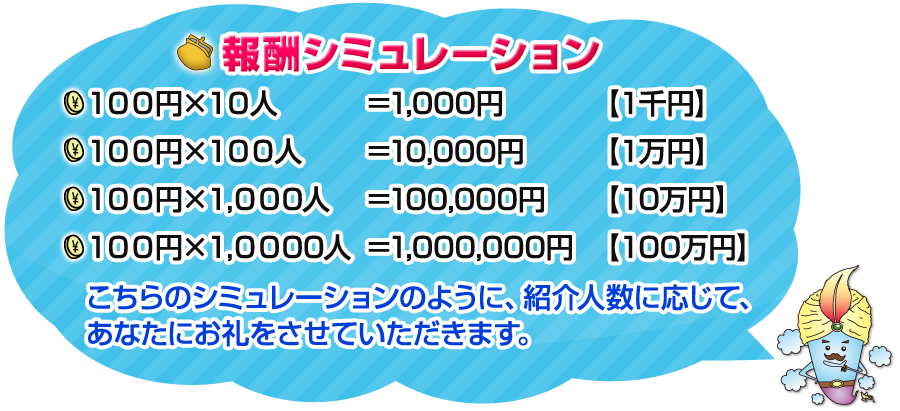 報酬シミュレーション
100円×10人 =1,000円 【1千円】
100円×100人 =10,000円 【1万円】
100円×1,000人 =100,000円 【10万円】
100円×1,0000人 =1,000,000円 【100万円】
こちらのシミュレーションのように、紹介人数に応じて、
あなたにお礼をさせていただきます。